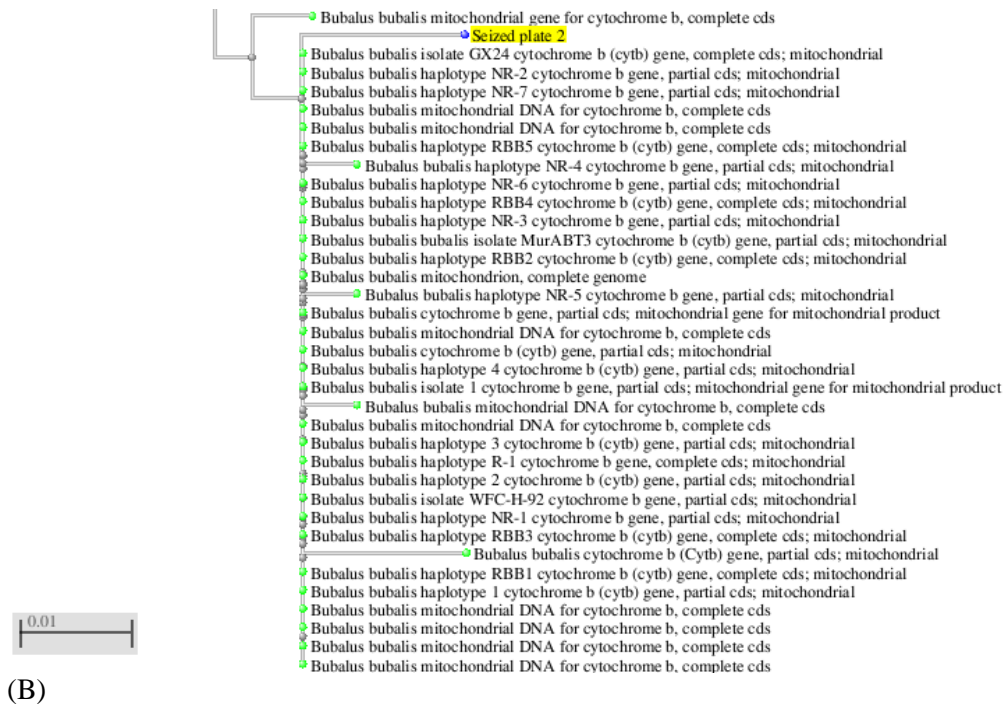 Bubalus bubalis mitochondrial gene for cytochrome b, complete cds
Seized plate 2
Bubalus bubalis isolate GX24 cytochrome b (cytb) gene, complete cds; mitochondrial
Bubalus bubalis haplotype NR-2 cytochrome b gene, partial cds; mitochondrial
Bubalus bubalis haplotype NR-7 cytochrome b gene, partial cds; mitochondrial
Bubalus bubalis mitochondrial DNA for cytochrome b, complete cds
Bubalus bubalis mitochondrial DNA for cytochrome b, complete cds
Bubalus bubalis haplotype RBB5 cytochrome b (cytb) gene, complete cds; mitochondrial
Bubalus bubalis haplotype NR-4 cytochrome b gene, partial cds; mitochondrial
Bubalus bubalis haplotype NR-6 cytochrome b gene, partial cds; mitochondrial
Bubalus bubalis haplotype RBB4 cytochrome b (cytb) gene, complete cds; mitochondrial
Bubalus bubalis haplotype NR-3 cytochrome b gene, partial cds; mitochondrial
Bubalus bubalis bubalis isolate MurABT3 cytochrome b (cytb) gene, partial cds; mitochondrial
Bubalus bubalis haplotype RBB2 cytochrome b (cytb) gene, complete cds; mitochondrial
Bubalus bubalis mitochondrion, complete genome
Bubalus bubalis haplotype NR-5 cytochrome b gene, partial cds; mitochondrial
Bubalus bubalis cytochrome b gene, partial cds; mitochondrial gene for mitochondrial product
Bubalus bubalis mitochondrial DNA for cytochrome b, complete cds
Bubalus bubalis cytochrome b (cytb) gene, partial cds; mitochondrial
Bubalus bubalis haplotype 4 cytochrome b (cytb) gene, partial cds; mitochondrial
Bubalus bubalis isolate 1 cytochrome b gene, partial cds; mitochondrial gene for mitochondrial product
Bubalus bubalis mitochondrial DNA for cytochrome b, complete cds
Bubalus bubalis mitochondrial DNA for cytochrome b, complete cds
Bubalus bubalis haplotype 3 cytochrome b (cytb) gene, partial cds; mitochondrial
Bubalus bubalis haplotype R-1 cytochrome b gene, complete cds; mitochondrial
Bubalus bubalis haplotype 2 cytochrome b (cytb) gene, partial cds; mitochondrial
Bubalus bubalis isolate WFC-H-92 cytochrome b gene, partial cds; mitochondrial
Bubalus bubalis haplotype NR-1 cytochrome b gene, partial cds; mitochondrial
Bubalus bubalis haplotype RBB3 cytochrome b (cytb) gene, complete cds; mitochondrial
Bubalus bubalis cytochrome b (Cytb) gene, partial cds; mitochondrial
Bubalus bubalis haplotype RBB1 cytochrome b (cytb) gene, complete cds; mitochondrial
Bubalus bubalis haplotype 1 cytochrome b (cytb) gene, partial cds; mitochondrial
Bubalus bubalis mitochondrial DNA for cytochrome b, complete cds
Bubalus bubalis mitochondrial DNA for cytochrome b, complete cds
Bubalus bubalis mitochondrial DNA for cytochrome b, complete cds
Bubalus bubalis mitochondrial DNA for cytochrome b, complete cds
0.01
(B)